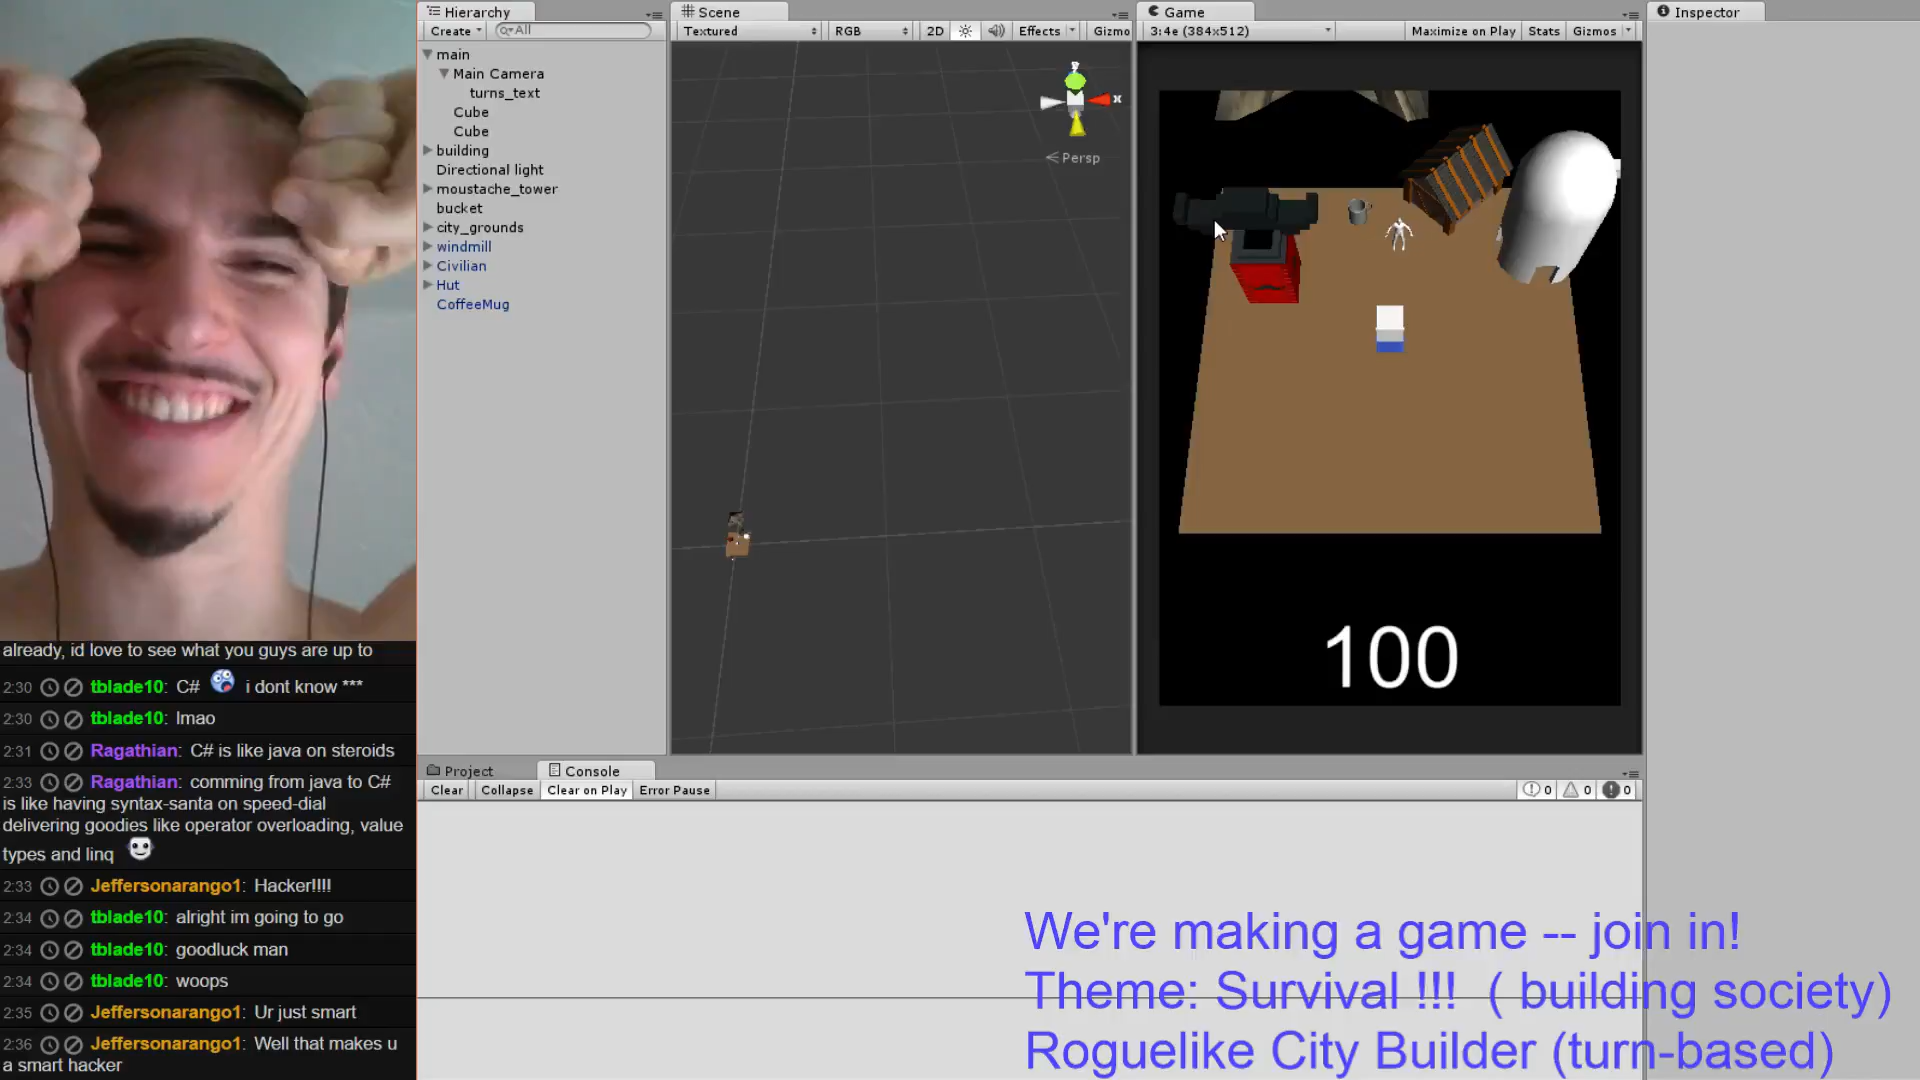 Hierarchy
Create
All
main
Main Camera
turns_text
Cube
Cube
building
Directional light
moustache_tower
bucket
city_grounds
windmill
Civilian
Hut
CoffeeMug
Scene
Textured
RGB
2D
Effects
Gizmo
x
Persp
Game
3:4e (384x512)
Maximize on Play
Stats
Gizmos
100
Inspector
Project
Console
Clear
Collapse
Clear on Play
Error Pause
0
0
0
already, id love to see what you guys are up to
2:30 tblade10: C# i dont know ***
2:30 tblade10: lmao
2:31 Ragathian: C# is like java on steroids
2:33 Ragathian: comming from java to C#
is like having syntax-santa on speed-dial
delivering goodies like operator overloading, value
types and linq
2:33 Jeffersonarango1: Hacker!!!!
2:34 tblade10: alright im going to go
2:34 tblade10: goodluck man
2:34 tblade10: woops
2:35 Jeffersonarango1: Ur just smart
2:36 Jeffersonarango1: Well that makes u
a smart hacker
We're making a game -- join in!
Theme: Survival !!! ( building society)
Roguelike City Builder (turn-based)